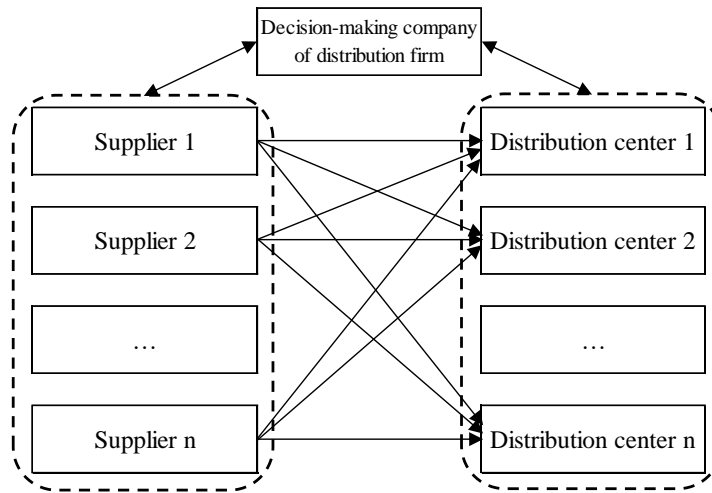 Decision-making company
of distribution firm
Supplier 1
Distribution center 1
Supplier 2
Distribution center 2
…
…
Supplier n
Distribution center n